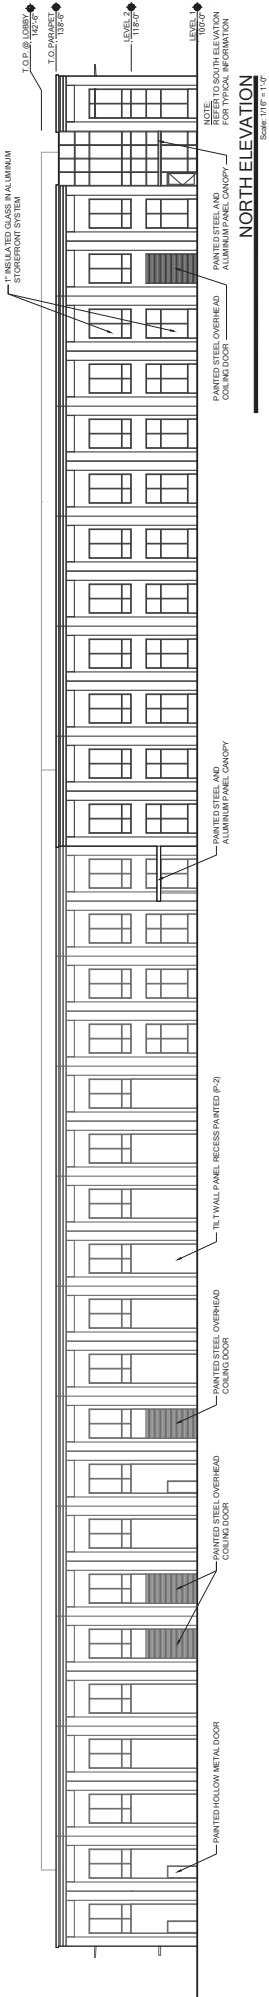 T.O.P. @ LOBBY
142'-6"
T.O. PARAPET
138'-6"
LEVEL 2
118'-0"
LEVEL 1
100'-0"
1" INSULATED GLASS IN ALUMINUM
STOREFRONT SYSTEM
NOTE:
REFER TO SOUTH ELEVATION
FOR TYPICAL INFORMATION
PAINTED STEEL AND
ALUMINUM PANEL CANOPY
PAINTED STEEL OVERHEAD
COILING DOOR
PAINTED STEEL AND
ALUMINUM PANEL CANOPY
TILT WALL PANEL RECESS PAINTED (P-2)
PAINTED STEEL OVERHEAD
COILING DOOR
PAINTED STEEL OVERHEAD
COILING DOOR
PAINTED HOLLOW METAL DOOR
NORTH ELEVATION
Scale: 1/16" = 1'-0"